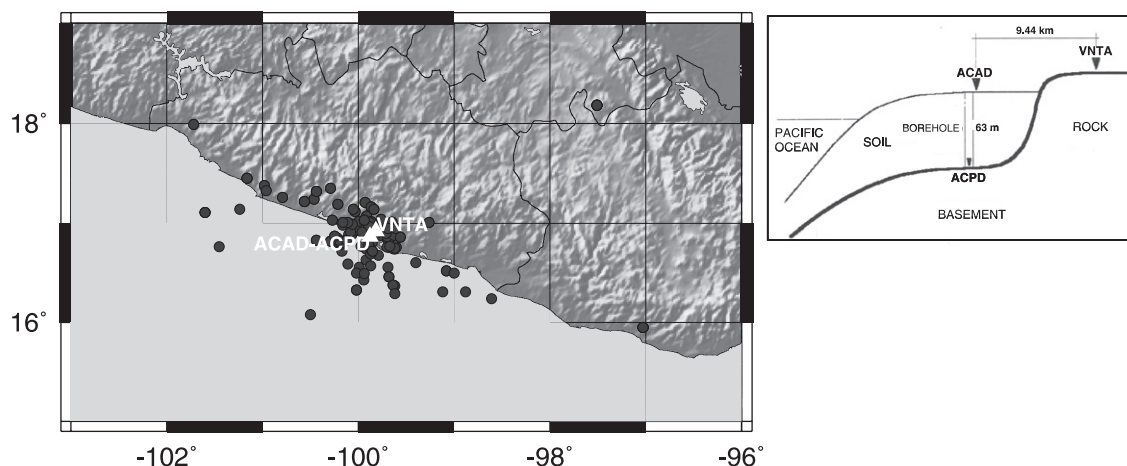 18˚
16˚
-102˚
-100˚
-98˚
-96˚
VNTA
ACAD-ACPD
9.44 km
VNTA
ACAD
PACIFIC
OCEAN
SOIL
BOREHOLE
63 m
ROCK
ACPD
BASEMENT